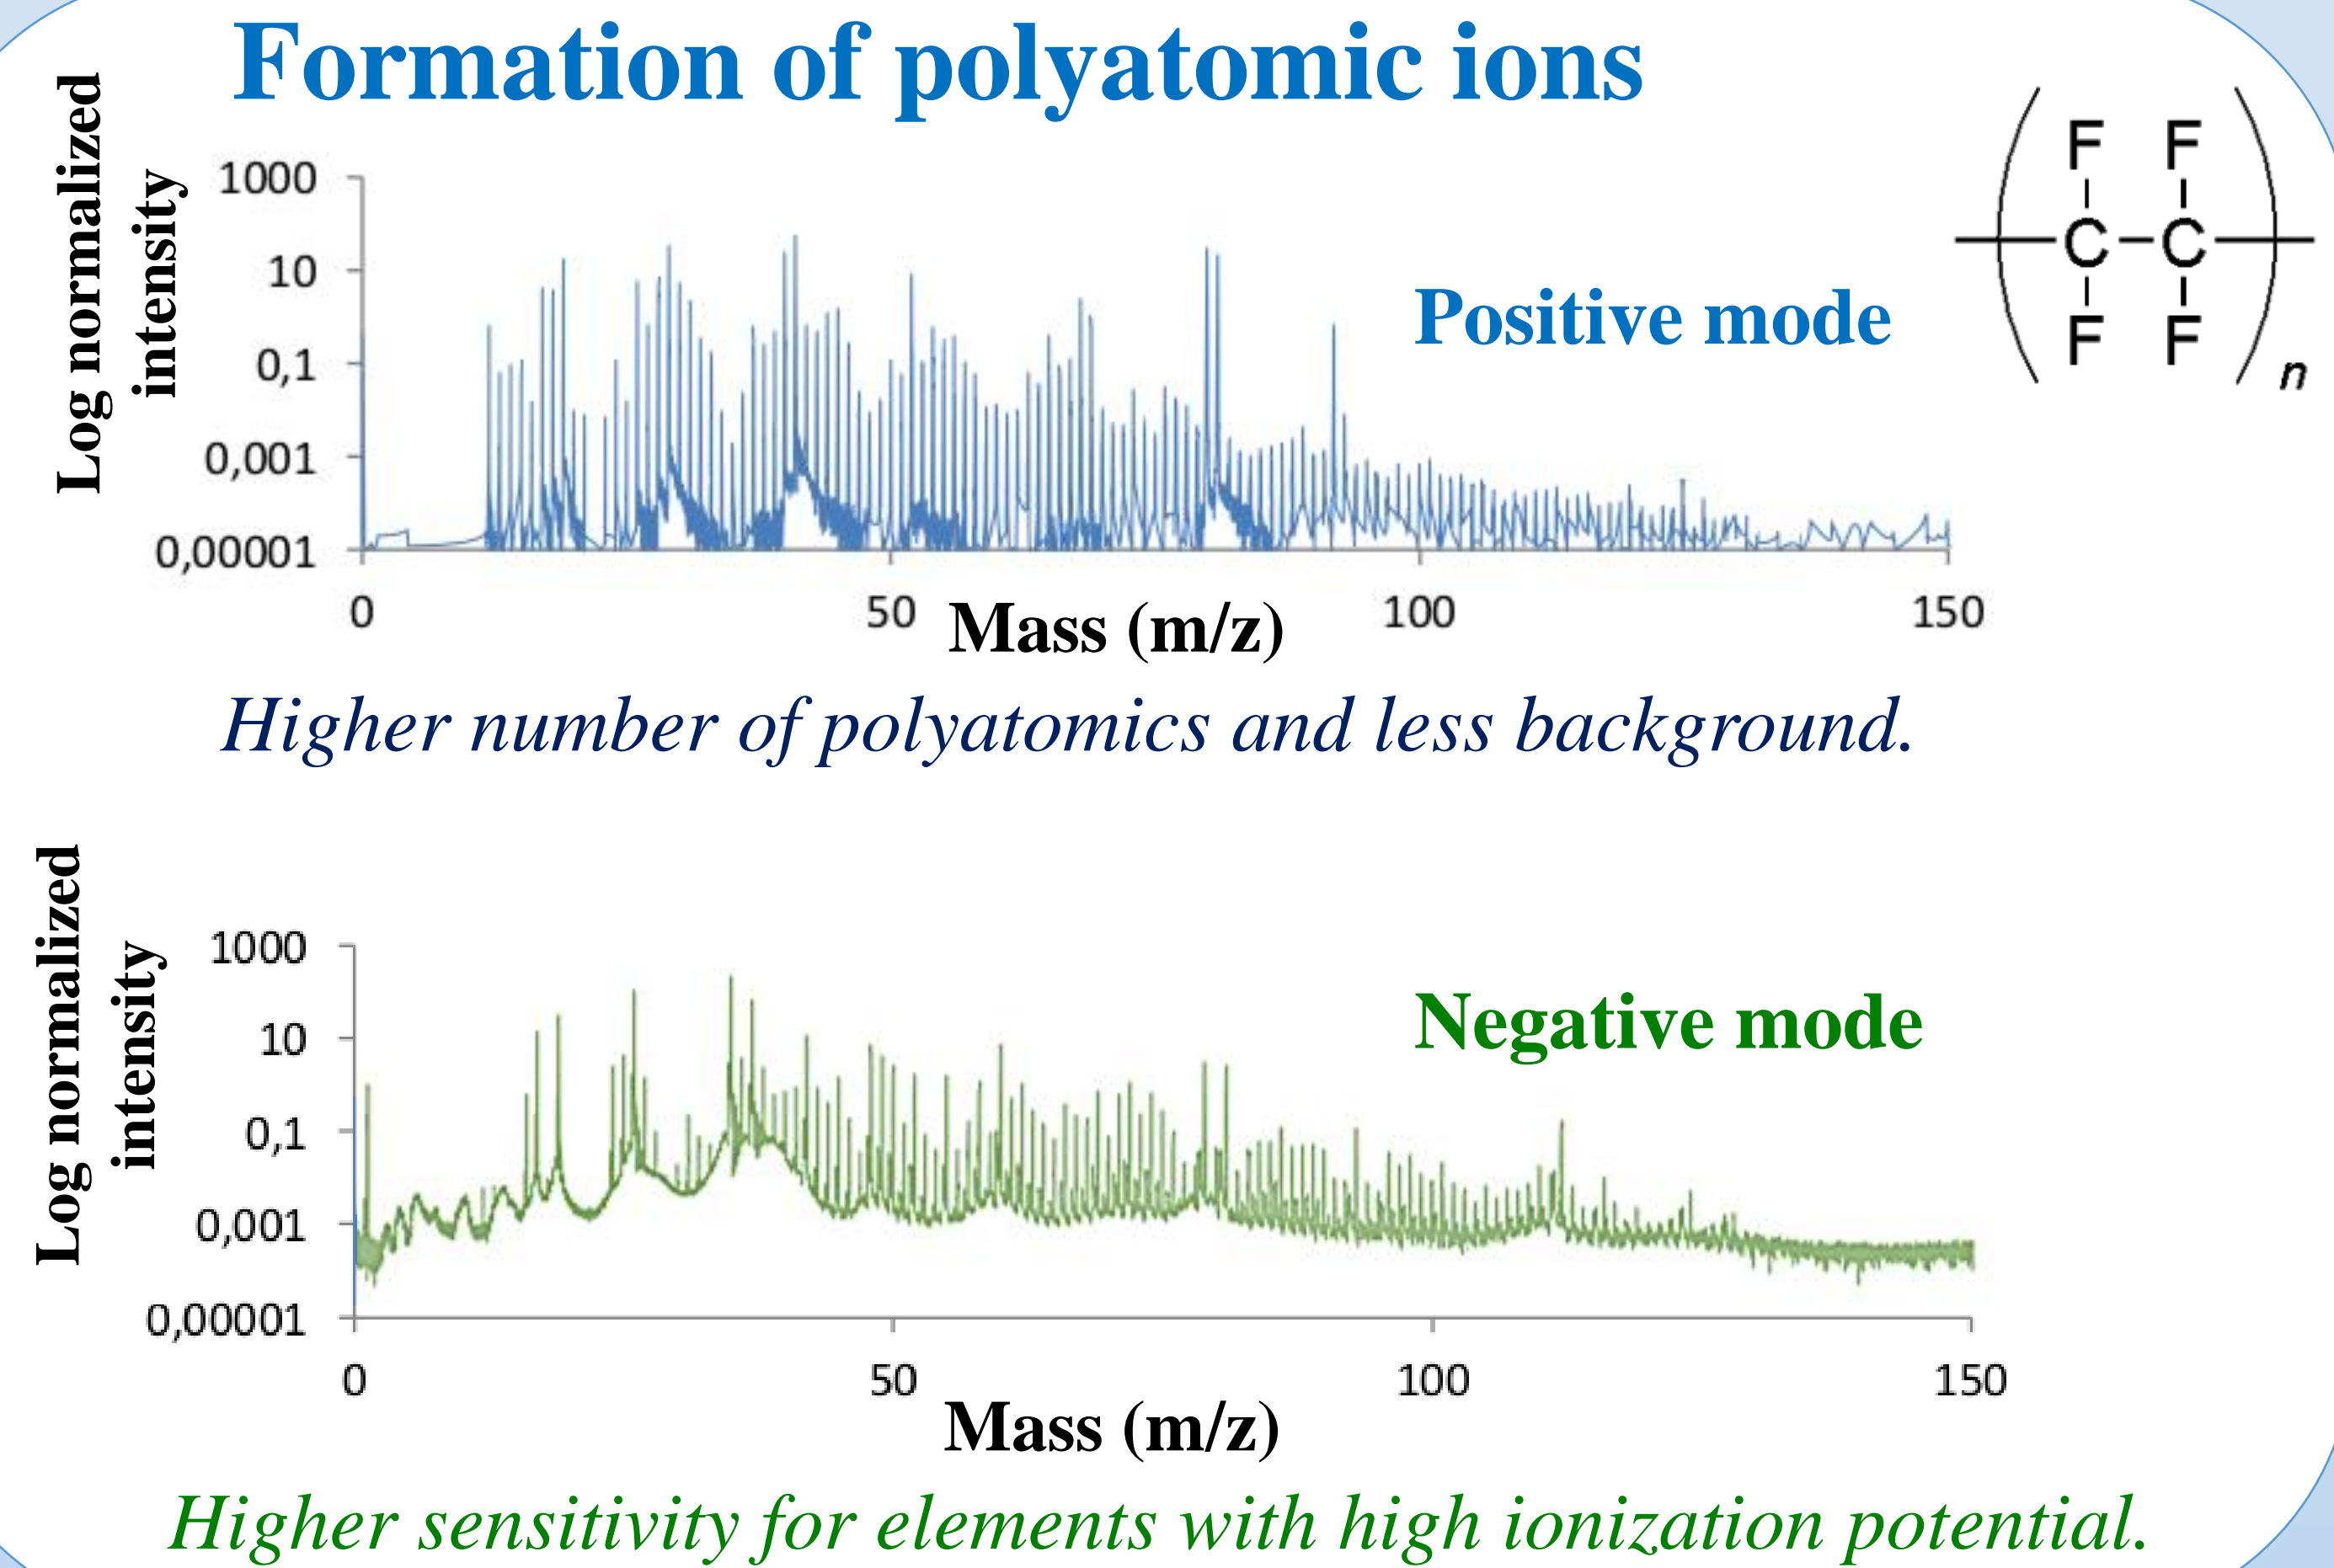 Formation of polyatomic ions
Log normalized
intensity
1000
10
0,1
0,001
0,00001
0
50
100
150
Mass (m/z)
Positive mode
F F
C C
F F
n
Higher number of polyatomics and less background.
Log normalized
intensity
1000
10
0,1
0,001
0,00001
0
50
100
150
Mass (m/z)
Negative mode
Higher sensitivity for elements with high ionization potential.